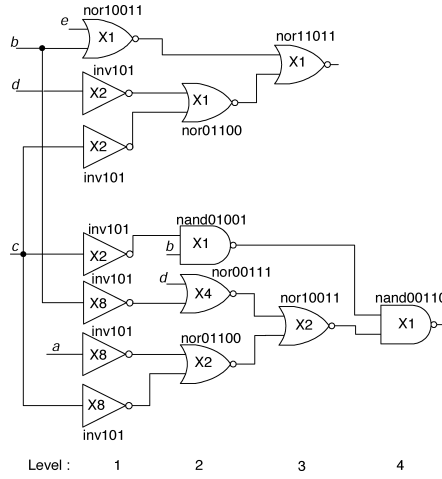 nor10011
e
X1
b
nor11011
X1
inv101
d
X2
X1
nor01100
X2
inv101
nand01001
inv101
c
X2
b
X1
inv101
d
nor00111
X8
X4
nor10011
nand00110
inv101
nor01100
X2
X1
a
X8
X2
X8
inv101
Level : 1 2 3 4